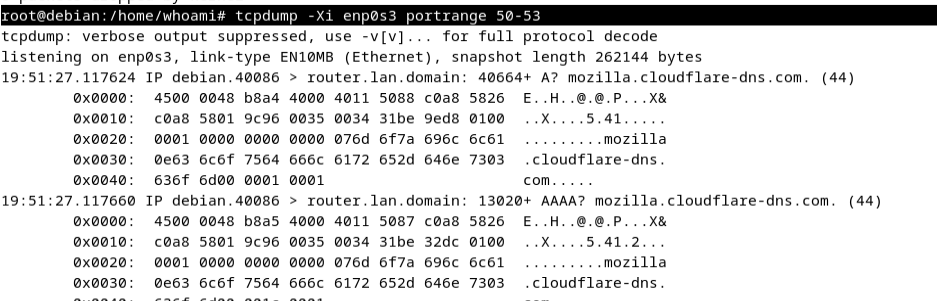 root@debian:/home/whoami# tcpdump -Xi enp0s3 portrange 50-53
tcpdump: verbose output suppressed, use -v[v]... for full protocol decode
listening on enp0s3, link-type EN10MB (Ethernet), snapshot length 262144 bytes
19:51:27.117624 IP debian.40086 > router.lan.domain: 40664+ A? mozilla.cloudflare-dns.com. (44)
0x0000:  4500 0048 b8a4 4000 4011 5088 c0a8 5826  E..H..@.@.P...X&
0x0010:  c0a8 5801 9c96 0035 0034 31be 9ed8 0100  ..X....5.41.....
0x0020:  0001 0000 0000 0000 076d 6f7a 696c 6c61  .........mozilla
0x0030:  0e63 6c6f 7564 666c 6172 652d 646e 7303  .cloudflare-dns.
0x0040:  636f 6d00 0001 0001                      com.....
19:51:27.117660 IP debian.40086 > router.lan.domain: 13020+ AAAA? mozilla.cloudflare-dns.com. (44)
0x0000:  4500 0048 b8a5 4000 4011 5087 c0a8 5826  E..H..@.@.P...X&
0x0010:  c0a8 5801 9c96 0035 0034 31be 32dc 0100  ..X....5.41.2...
0x0020:  0001 0000 0000 0000 076d 6f7a 696c 6c61  .........mozilla
0x0030:  0e63 6c6f 7564 666c 6172 652d 646e 7303  .cloudflare-dns.